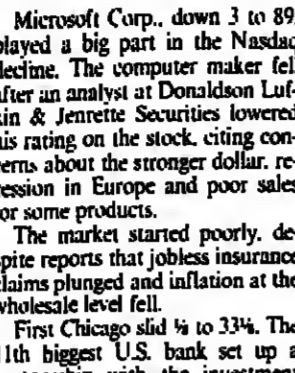 Microsoft Corp., down 3 to 89
played a big part in the Nasdaq
decline. The computer maker fell
after an analyst at Donaldson Luf-
kin & Jenrette Securities lowered
his rating on the stock, citing con-
cerns about the stronger dollar, re-
cession in Europe and poor sales
for some products.
The market started poorly, de-
spite reports that jobless insurance
claims plunged and inflation at the
wholesale level fell.
First Chicago slid to 33¼. The
11th biggest U.S. bank set up a